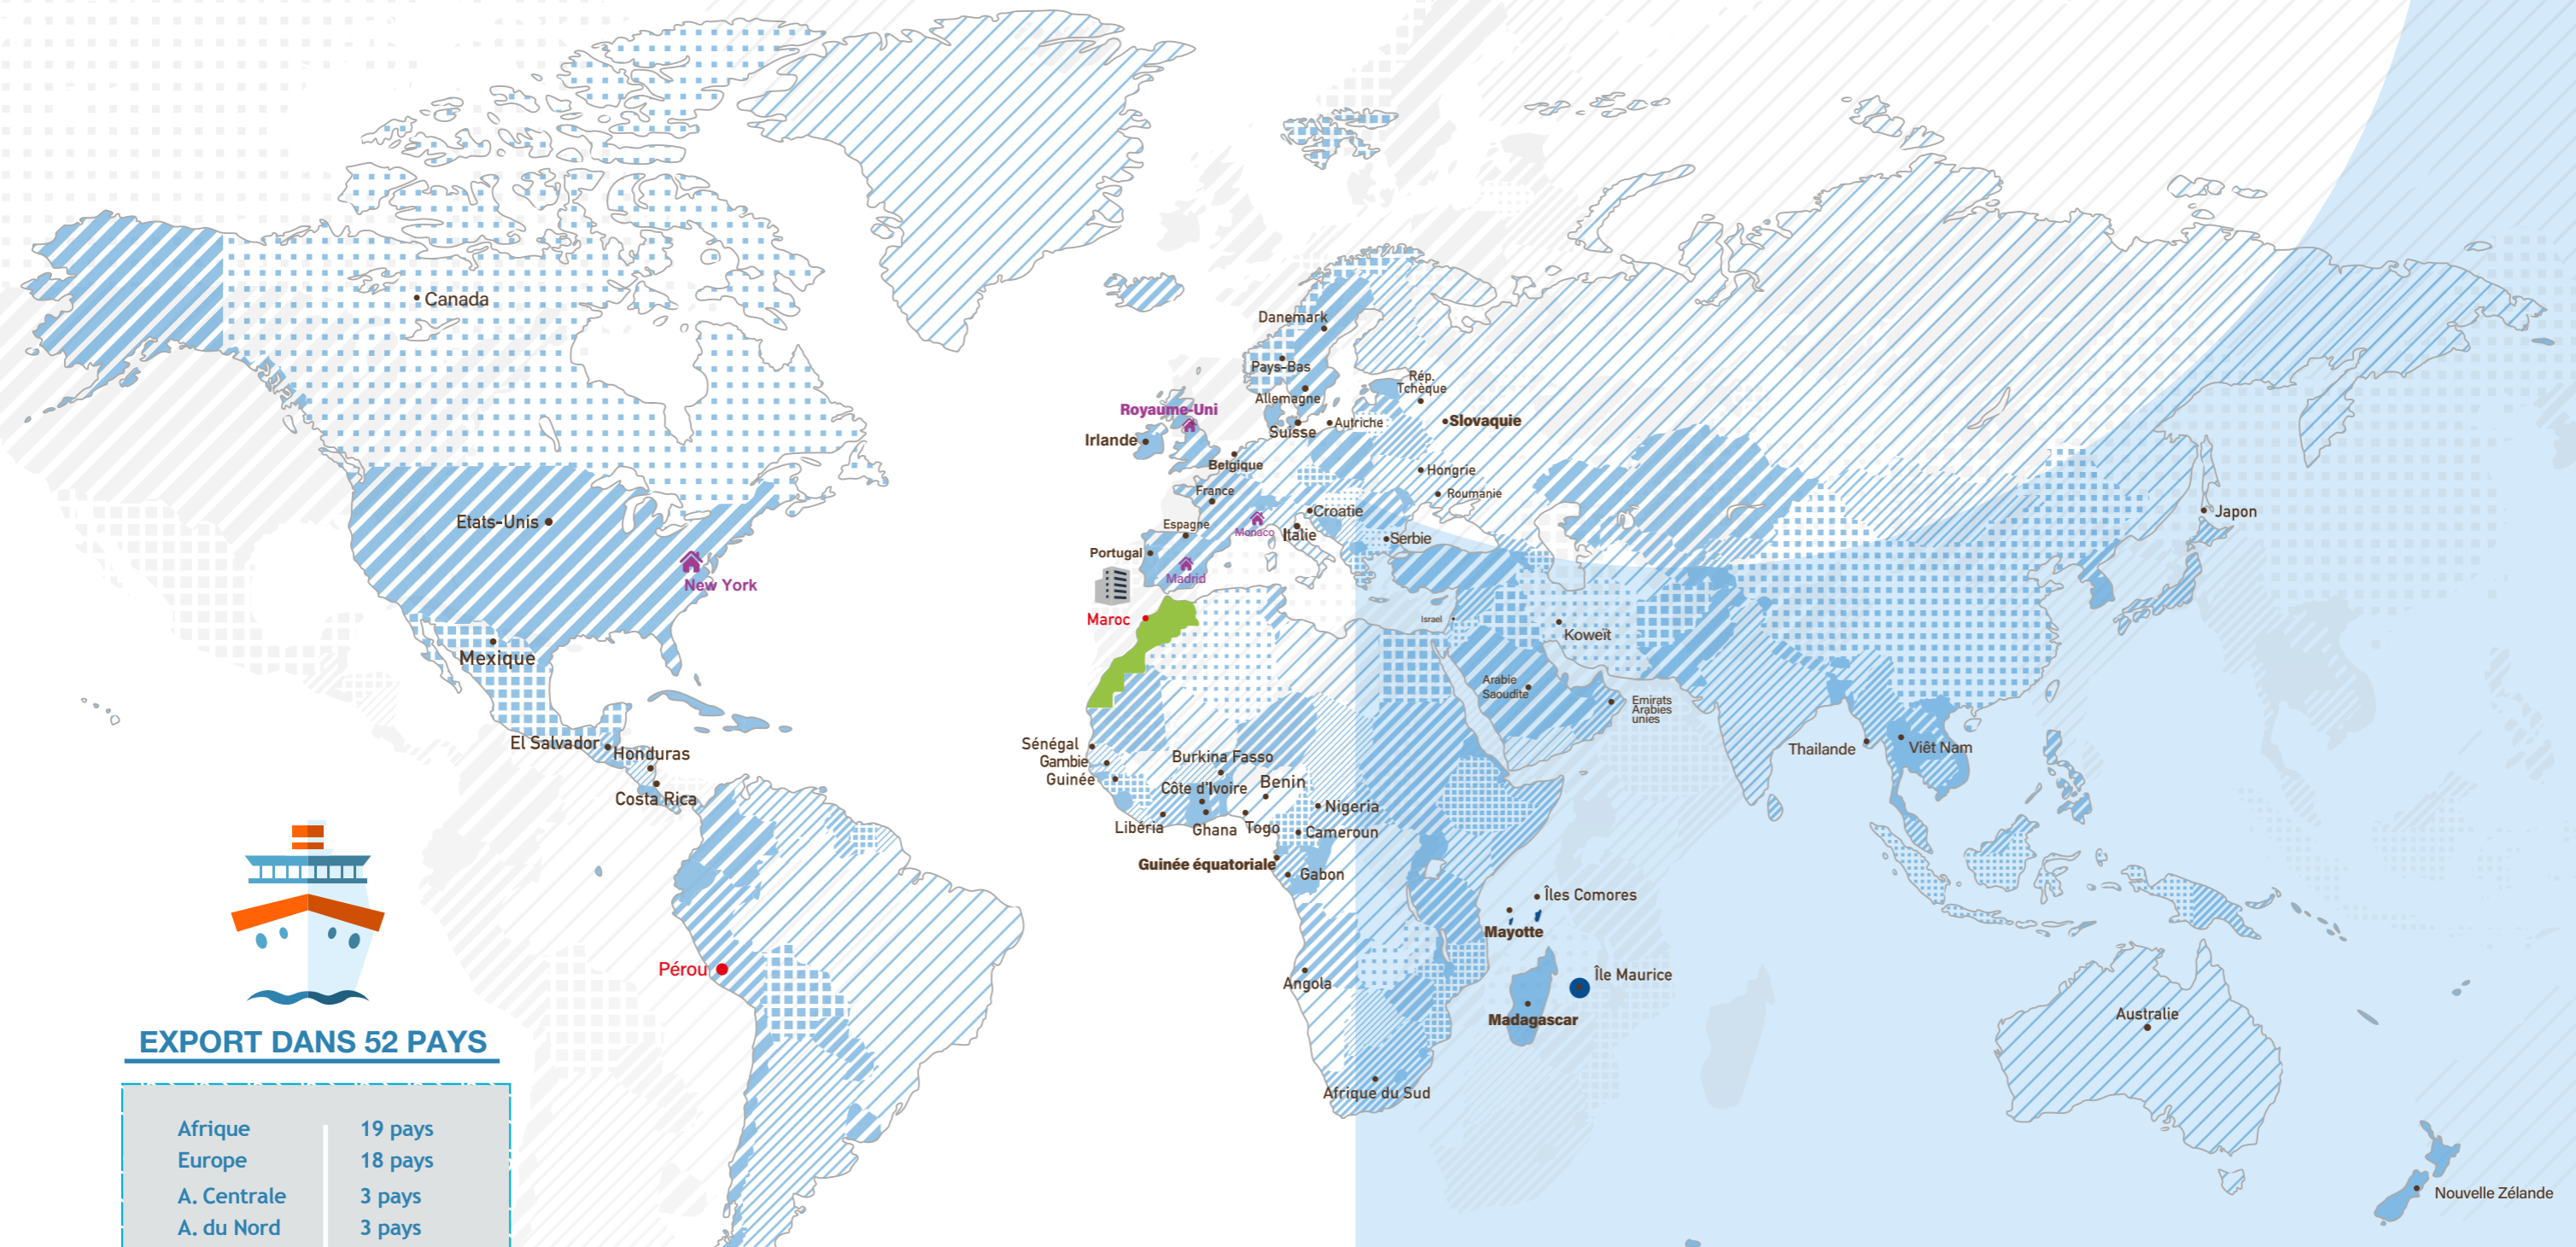 Canada
Etats-Unis
New York
Mexique
El Salvador
Honduras
Costa Rica
Pérou
Danemark
Pays-Bas
Allemagne
Rép.
Tchèque
Royaume-Uni
Irlande
Suisse
Autriche
Slovaquie
Belgique
Hongrie
France
Roumanie
Espagne
Croatie
Monaco
Italie
Serbie
Portugal
Madrid
Maroc
Israel
Koweit
Arabie
Saoudite
Emirats
Arabies
unies
Japon
Thailande
Viêt Nam
Sénégal
Gambie
Guinée
Burkina Fasso
Côte d'Ivoire
Benin
Nigeria
Libéria
Ghana
Togo
Cameroun
Guinée équatoriale
Gabon
Îles Comores
Mayotte
Angola
Île Maurice
Madagascar
Afrique du Sud
Australie
Nouvelle Zélande
EXPORT DANS 52 PAYS
Afrique 19 pays
Europe 18 pays
A. Centrale 3 pays
A. du Nord 3 pays